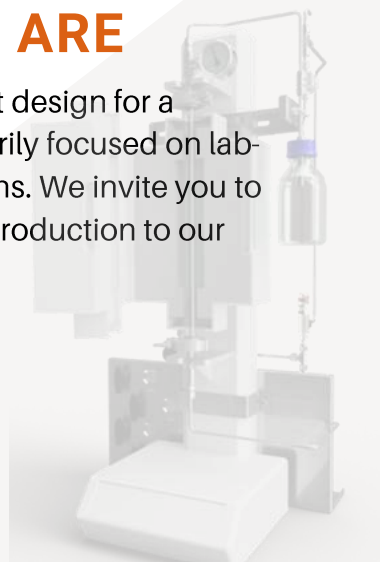 ARE
t design for a
rily focused on lab-
ns. We invite you to
roduction to our